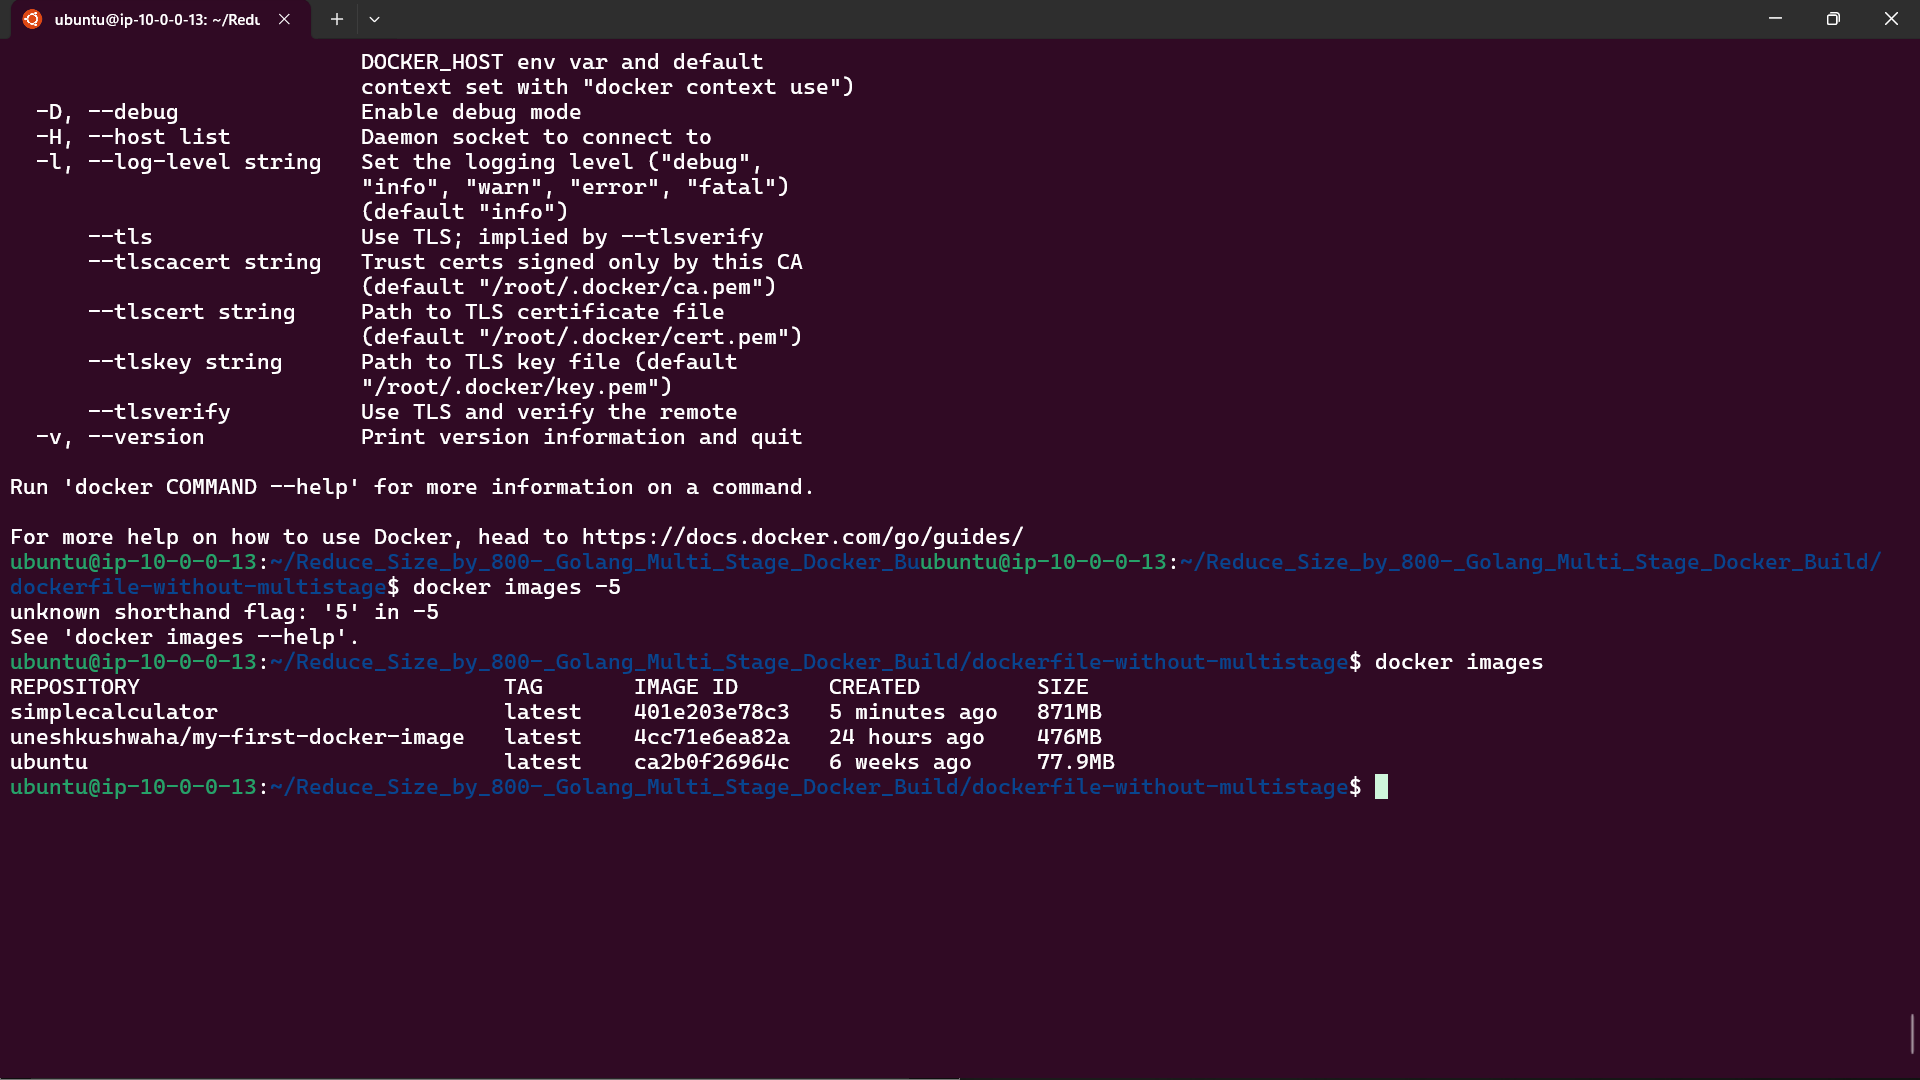 ubuntu@ip-10-0-0-13: ~/Redu
DOCKER_HOST env var and default
context set with "docker context use")
-D, --debug Enable debug mode
-H, --host list Daemon socket to connect to
-l, --log-level string Set the logging level ("debug",
"info", "warn", "error", "fatal")
(default "info")
--tls Use TLS; implied by --tlsverify
--tlscacert string Trust certs signed only by this CA
(default "/root/.docker/ca.pem")
--tlscert string Path to TLS certificate file
(default "/root/.docker/cert.pem")
--tlskey string Path to TLS key file (default
"/root/.docker/key.pem")
--tlsverify Use TLS and verify the remote
-v, --version Print version information and quit
Run 'docker COMMAND --help' for more information on a command.
For more help on how to use Docker, head to https://docs.docker.com/go/guides/
ubuntu@ip-10-0-0-13:~/Reduce_Size_by_800-_Golang_Multi_Stage_Docker_Buubuntu@ip-10-0-0-13:~/Reduce_Size_by_800-_Golang_Multi_Stage_Docker_Build/
dockerfile-without-multistage$ docker images -5
unknown shorthand flag: '5' in -5
See 'docker images --help'.
ubuntu@ip-10-0-0-13:~/Reduce_Size_by_800-_Golang_Multi_Stage_Docker_Build/dockerfile-without-multistage$ docker images
REPOSITORY TAG IMAGE ID CREATED SIZE
simplecalculator latest 401e203e78c3 5 minutes ago 871MB
uneshkushwaha/my-first-docker-image latest 4cc71e6ea82a 24 hours ago 476MB
ubuntu latest ca2b0f26964c 6 weeks ago 77.9MB
ubuntu@ip-10-0-0-13:~/Reduce_Size_by_800-_Golang_Multi_Stage_Docker_Build/dockerfile-without-multistage$